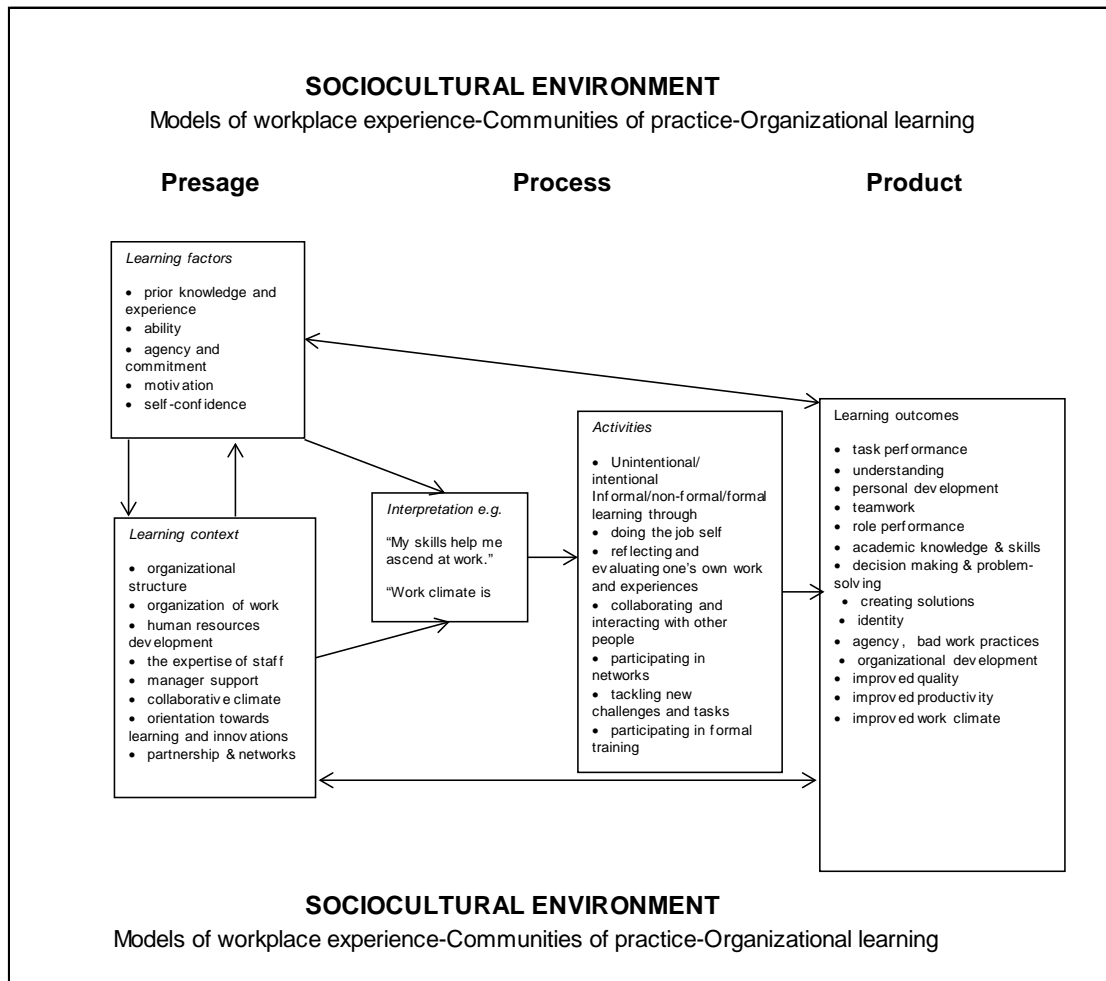 SOCIOCULTURAL ENVIRONMENT
Models of workplace experience-Communities of practice-Organizational learning
Presage
Process
Product
Learning factors
• prior knowledge and
experience
• ability
• agency and
commitment
• motivation
• self-confidence
Learning context
• organizational
structure
• organization of work
• human resources
development
• the expertise of staff
• manager support
• collaborative climate
• orientation towards
learning and innovations
• partnership & networks
Interpretation e.g.
“My skills help me
ascend at work.”
“Work climate is
Activities
• Unintentional/
intentional
Informal/non-formal/formal
learning through
• doing the job self
• reflecting and
evaluating one’s own work
and experiences
• collaborating and
interacting with other
people
• participating in
networks
• tackling new
challenges and tasks
• participating in formal
training
Learning outcomes
• task performance
• understanding
• personal development
• teamwork
• role performance
• academic knowledge & skills
• decision making & problem-
solving
• creating solutions
• identity
• agency, bad work practices
• organizational development
• improved quality
• improved productivity
• improved work climate
SOCIOCULTURAL ENVIRONMENT
Models of workplace experience-Communities of practice-Organizational learning